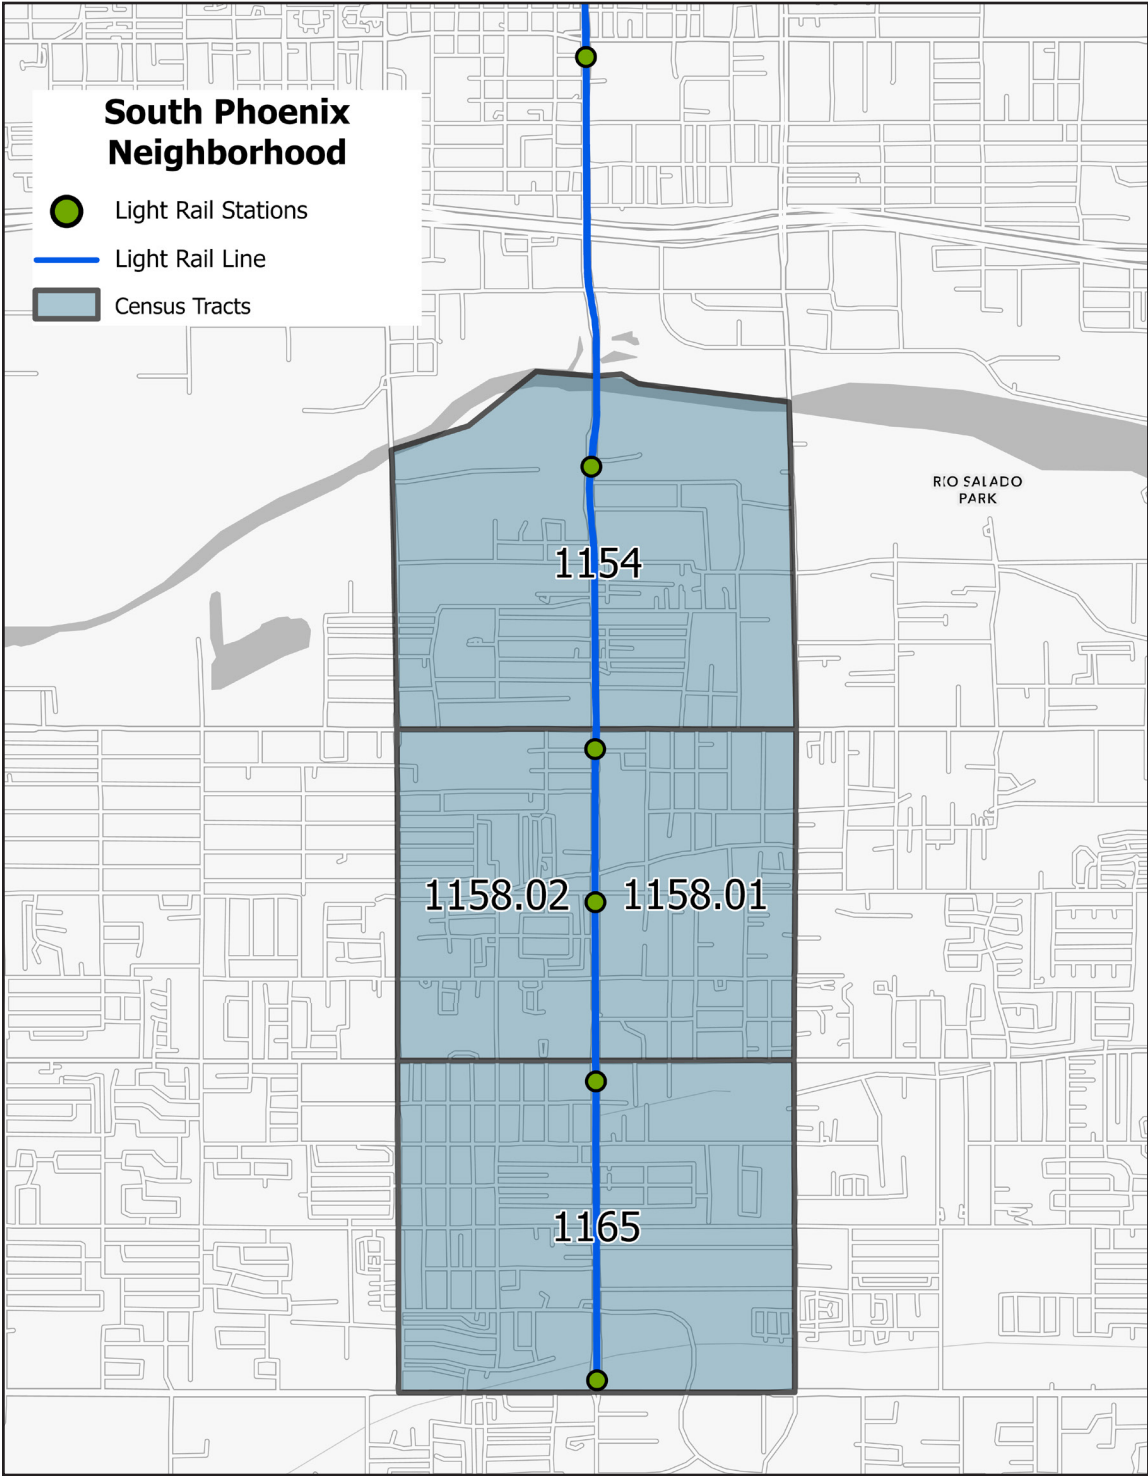 South Phoenix
Neighborhood
Light Rail Stations
Light Rail Line
Census Tracts
RIO SALADO
PARK
1154
1158.02
1158.01
1165